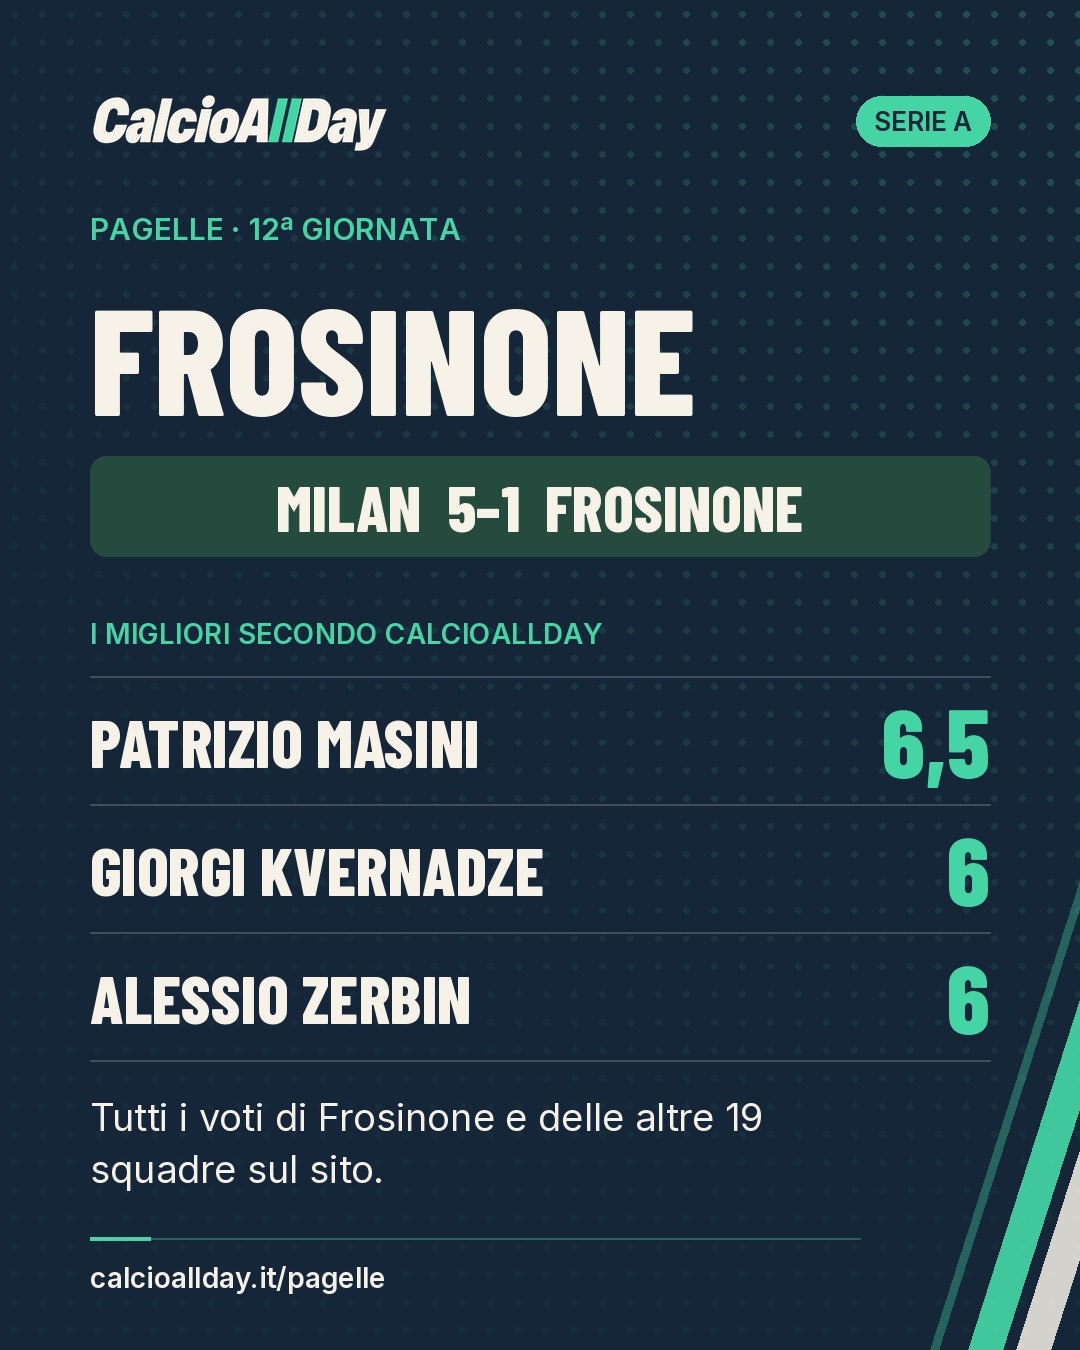 CalcioAllDay
SERIE A
PAGELLE · 12ª GIORNATA
FROSINONE
MILAN 5–1 FROSINONE
I MIGLIORI SECONDO CALCIOALLDAY
PATRIZIO MASINI 6,5
GIORGI KVERNADZE 6
ALESSIO ZERBIN 6
Tutti i voti di Frosinone e delle altre 19
squadre sul sito.
calcioallday.it/pagelle